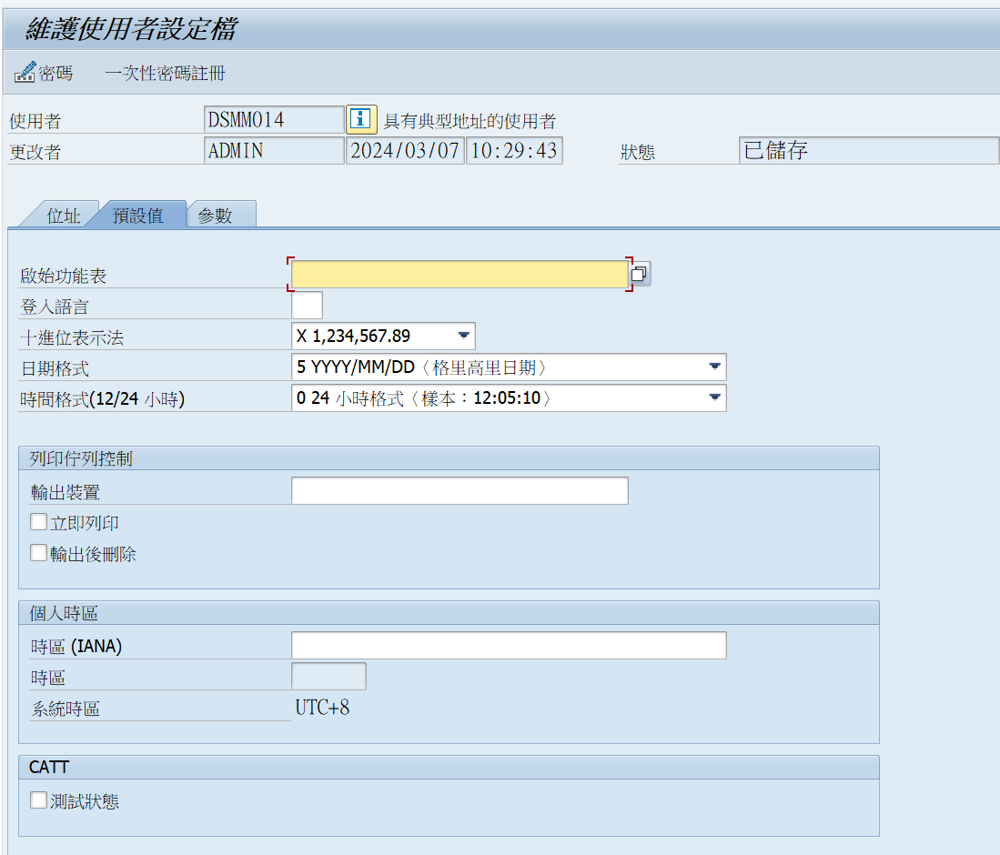 維護使用者設定檔
密碼 一次性密碼註冊
使用者 DSMM014 具有典型地址的使用者
更改者 ADMIN 2024/03/07 10:29:43 狀態 已儲存
位址 預設值 參數
啟始功能表
登入語言
十進位表示法 X 1,234,567.89
日期格式 5 YYYY/MM/DD〈格里高里日期〉
時間格式(12/24 小時) 0 24 小時格式〈樣本：12:05:10〉
列印佇列控制
輸出裝置
立即列印
輸出後刪除
個人時區
時區 (IANA)
時區
系統時區 UTC+8
CATT
測試狀態